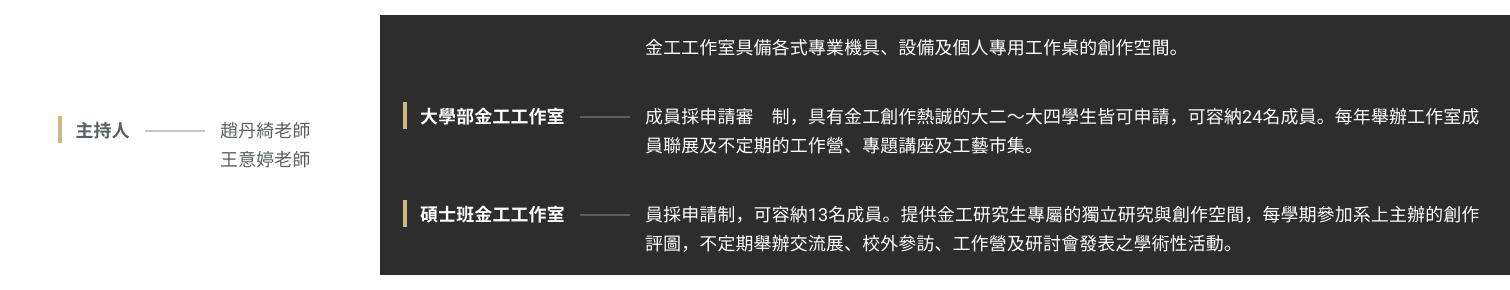 主持人
趙丹綺老師
王意婷老師
金工工作室具備各式專業機具、設備及個人專用工作桌的創作空間。
大學部金工工作室
成員採申請審　制，具有金工創作熱誠的大二～大四學生皆可申請，可容納24名成員。每年舉辦工作室成
員聯展及不定期的工作營、專題講座及工藝市集。
碩士班金工工作室
員採申請制，可容納13名成員。提供金工研究生專屬的獨立研究與創作空間，每學期參加系上主辦的創作
評圖，不定期舉辦交流展、校外參訪、工作營及研討會發表之學術性活動。